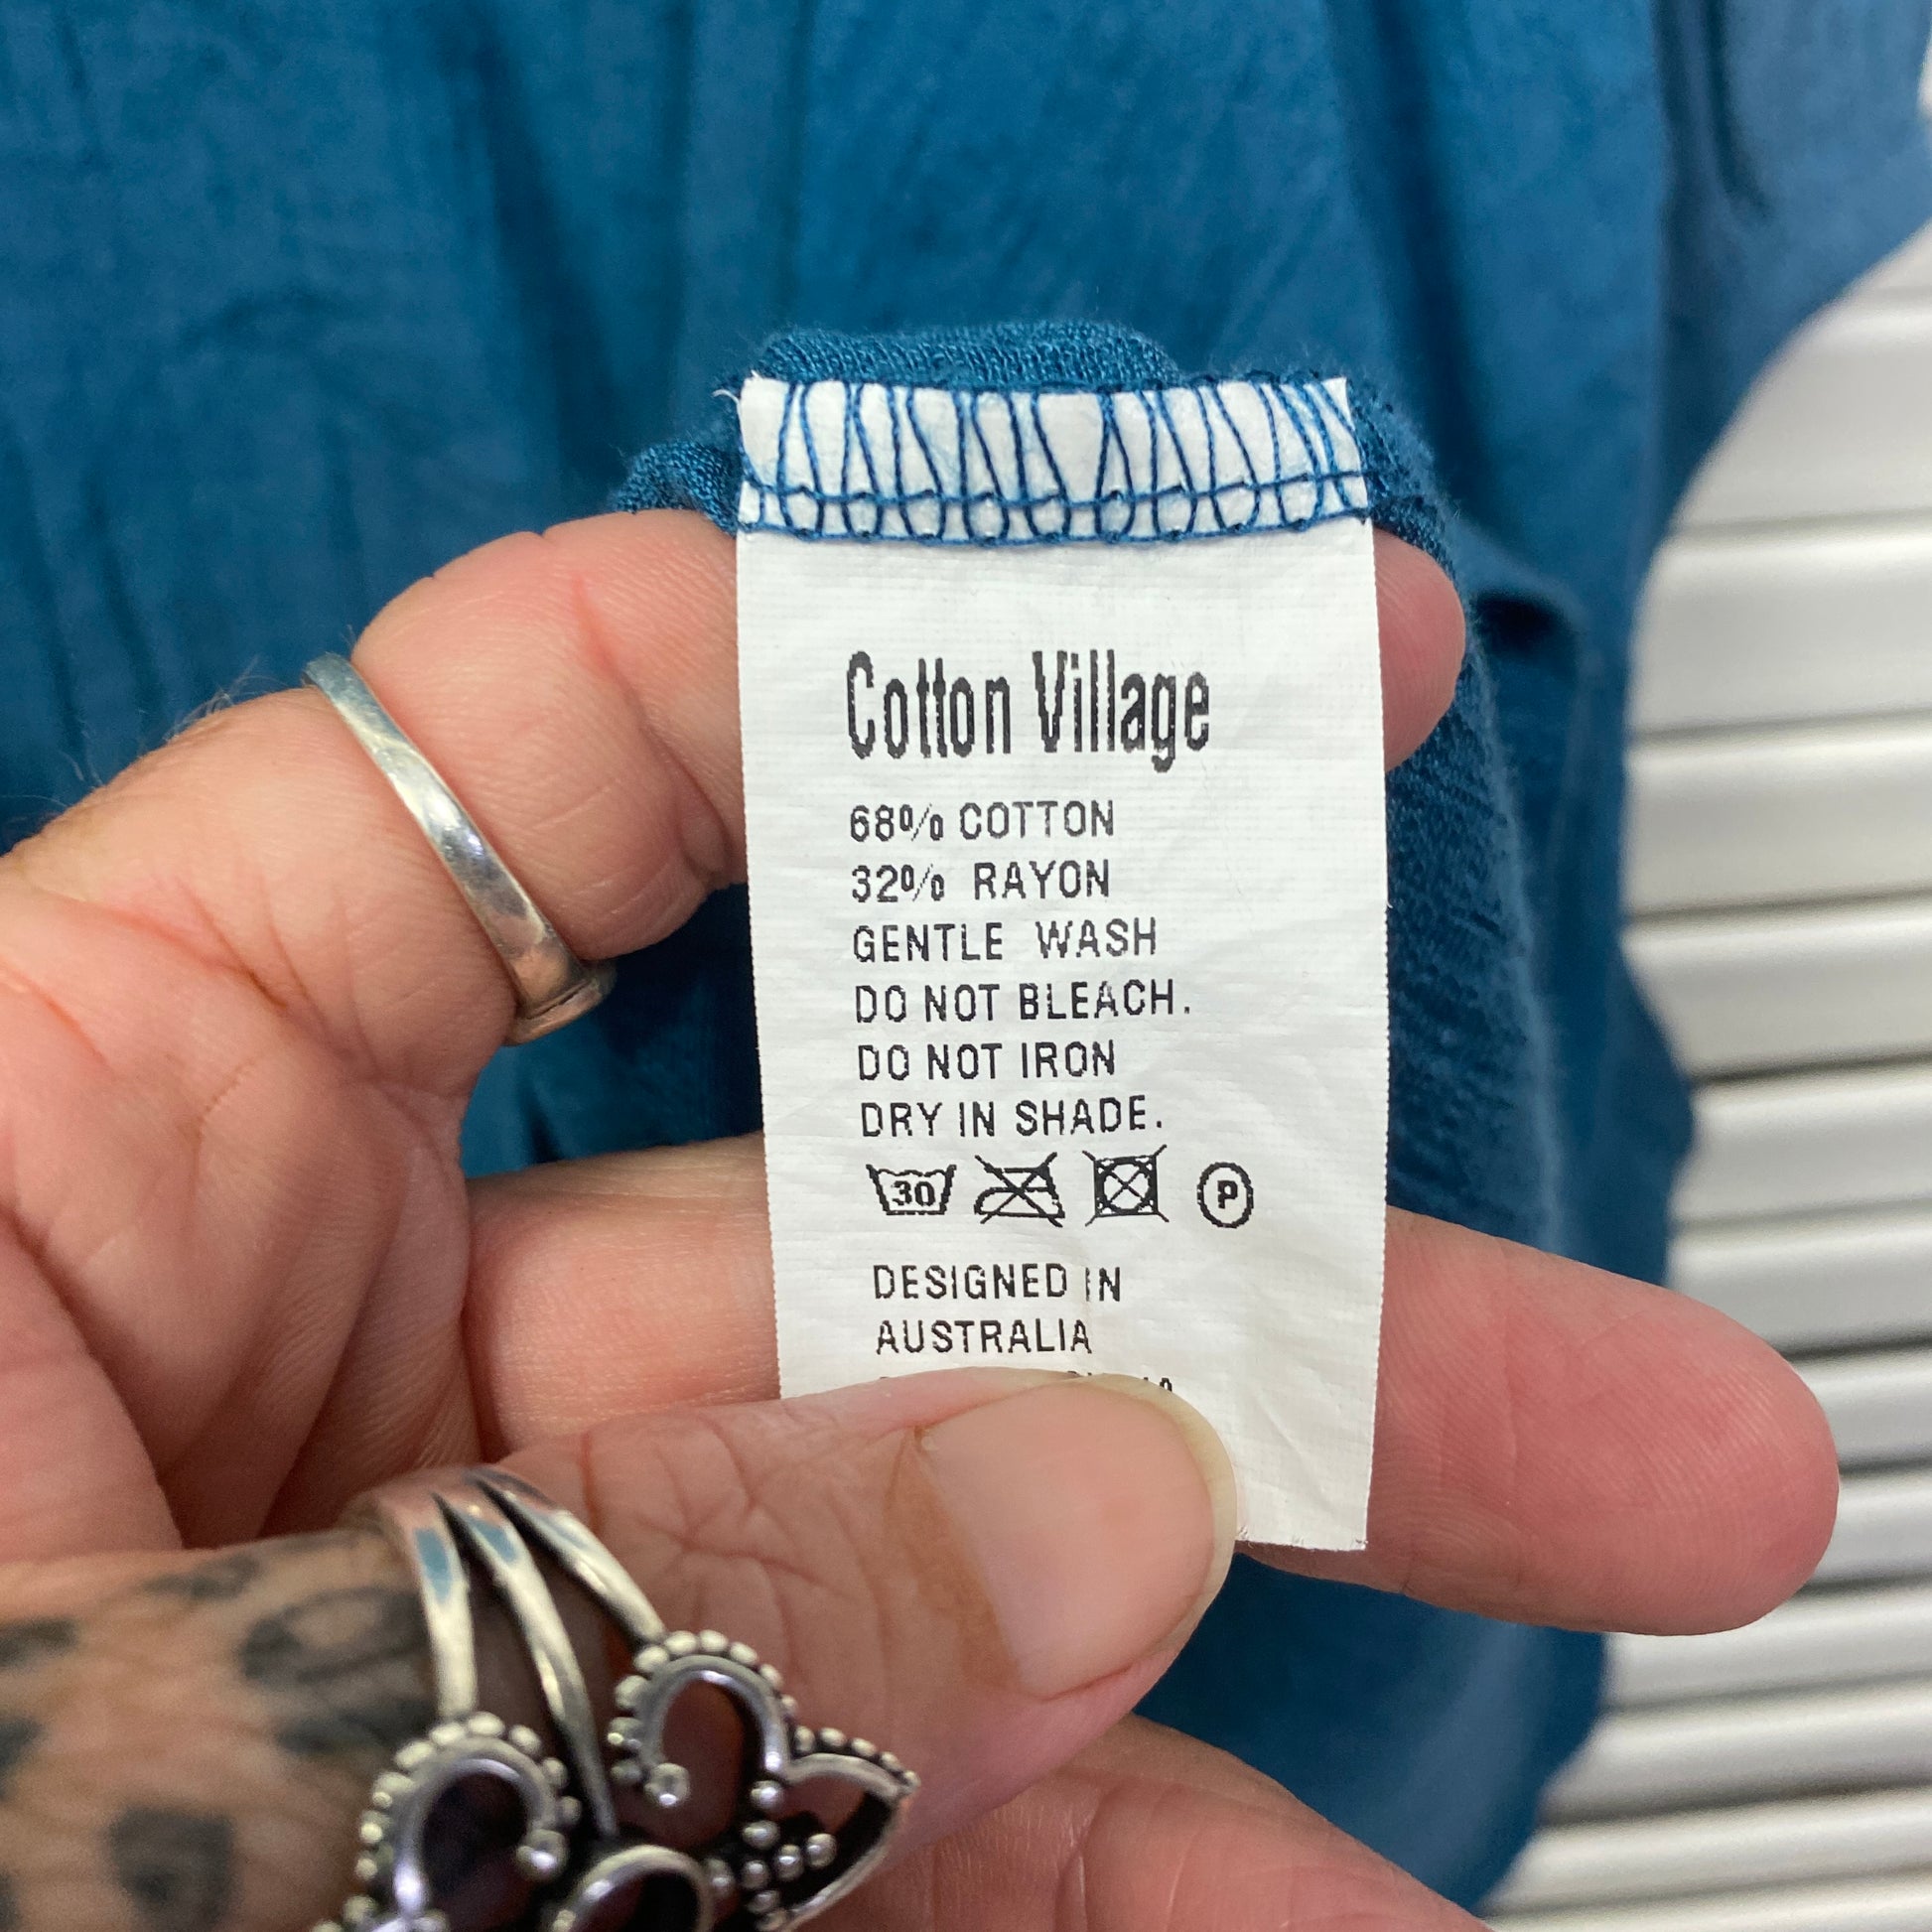 Cotton Village
68% COTTON
32% RAYON
GENTLE WASH
DO NOT BLEACH.
DO NOT IRON
DRY IN SHADE.
30 P
DESIGNED IN
AUSTRALIA